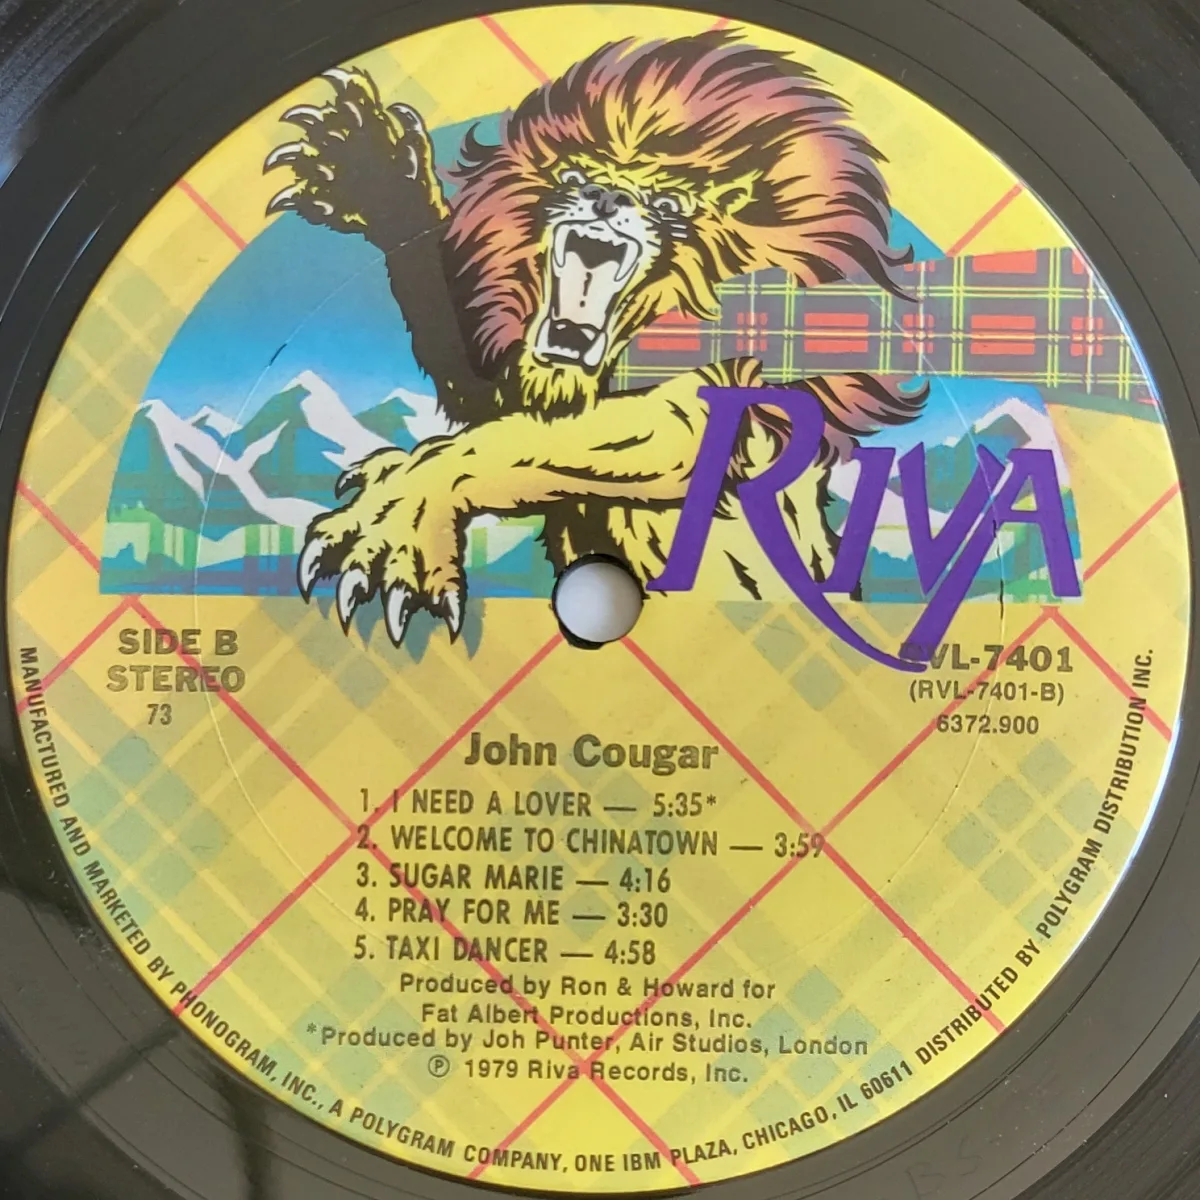 RIVA
SIDE B
STEREO
73
RVL-7401
(RVL-7401-B)
6372.900
John Cougar
1. I NEED A LOVER — 5:35*
2. WELCOME TO CHINATOWN — 3:59
3. SUGAR MARIE — 4:16
4. PRAY FOR ME — 3:30
5. TAXI DANCER — 4:58
Produced by Ron & Howard for
Fat Albert Productions, Inc.
*Produced by Joh Punter, Air Studios, London
℗ 1979 Riva Records, Inc.
MANUFACTURED AND MARKETED BY PHONOGRAM, INC., A POLYGRAM COMPANY, ONE IBM PLAZA, CHICAGO, IL 60611 DISTRIBUTED BY POLYGRAM DISTRIBUTION INC.